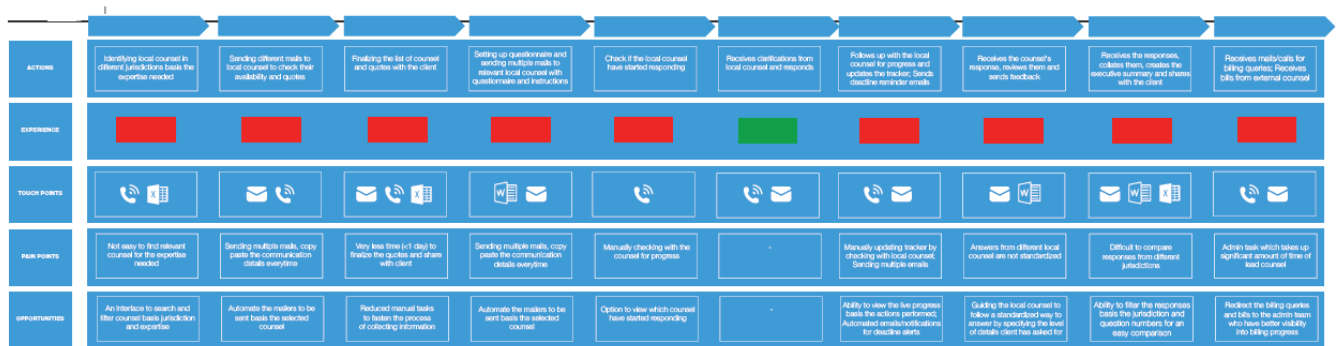 ACTIONS
Identifying local counsel in
different jurisdictions basis the
expertise needed
Sending different mails to
local counsel to check their
availability and quotes
Finalizing the list of counsel
and quotes with the client
Setting up questionnaire and
sending multiple mails to
relevant local counsel with
questionnaire and instructions
Check if the local counsel
have started responding
Receives clarifications from
local counsel and responds
Follows up with the local
counsel for progress and
updates the tracker; Sends
deadline reminder emails
Receives the counsel's
response, reviews them and
sends feedback
Receives the responses,
collates them, creates the
executive summary and shares
with the client
Receives mails/calls for
billing queries; Receives
bills from external counsel
EXPERIENCE
TOUCH POINTS
X
X
W
W
W
X
PAIN POINTS
Not easy to find relevant
counsel for the expertise
needed
Sending multiple mails, copy
paste the communication
details everytime
Very less time (<1 day) to
finalize the quotes and share
with client
Sending multiple mails, copy
paste the communication
details everytime
Manually checking with the
counsel for progress
-
Manually updating tracker by
checking with local counsel;
Sending multiple emails
Answers from different local
counsel are not standardized
Difficult to compare
responses from different
jurisdictions
Admin task which takes up
significant amount of time of
lead counsel
OPPORTUNITIES
An interface to search and
filter counsel basis jurisdiction
and expertise
Automate the mailers to be
sent basis the selected
counsel
Reduced manual tasks
to fasten the process
of collecting information
Automate the mailers to be
sent basis the selected
counsel
Option to view which counsel
have started responding
-
Ability to view the live progress
basis the actions performed;
Automated emails/notifications
for deadline alerts
Guiding the local counsel to
follow a standardized way to
answer by specifying the level
of details client has asked for
Ability to filter the responses
basis the jurisdiction and
question numbers for an
easy comparison
Redirect the billing queries
and bills to the admin team
who have better visibility
into billing progress